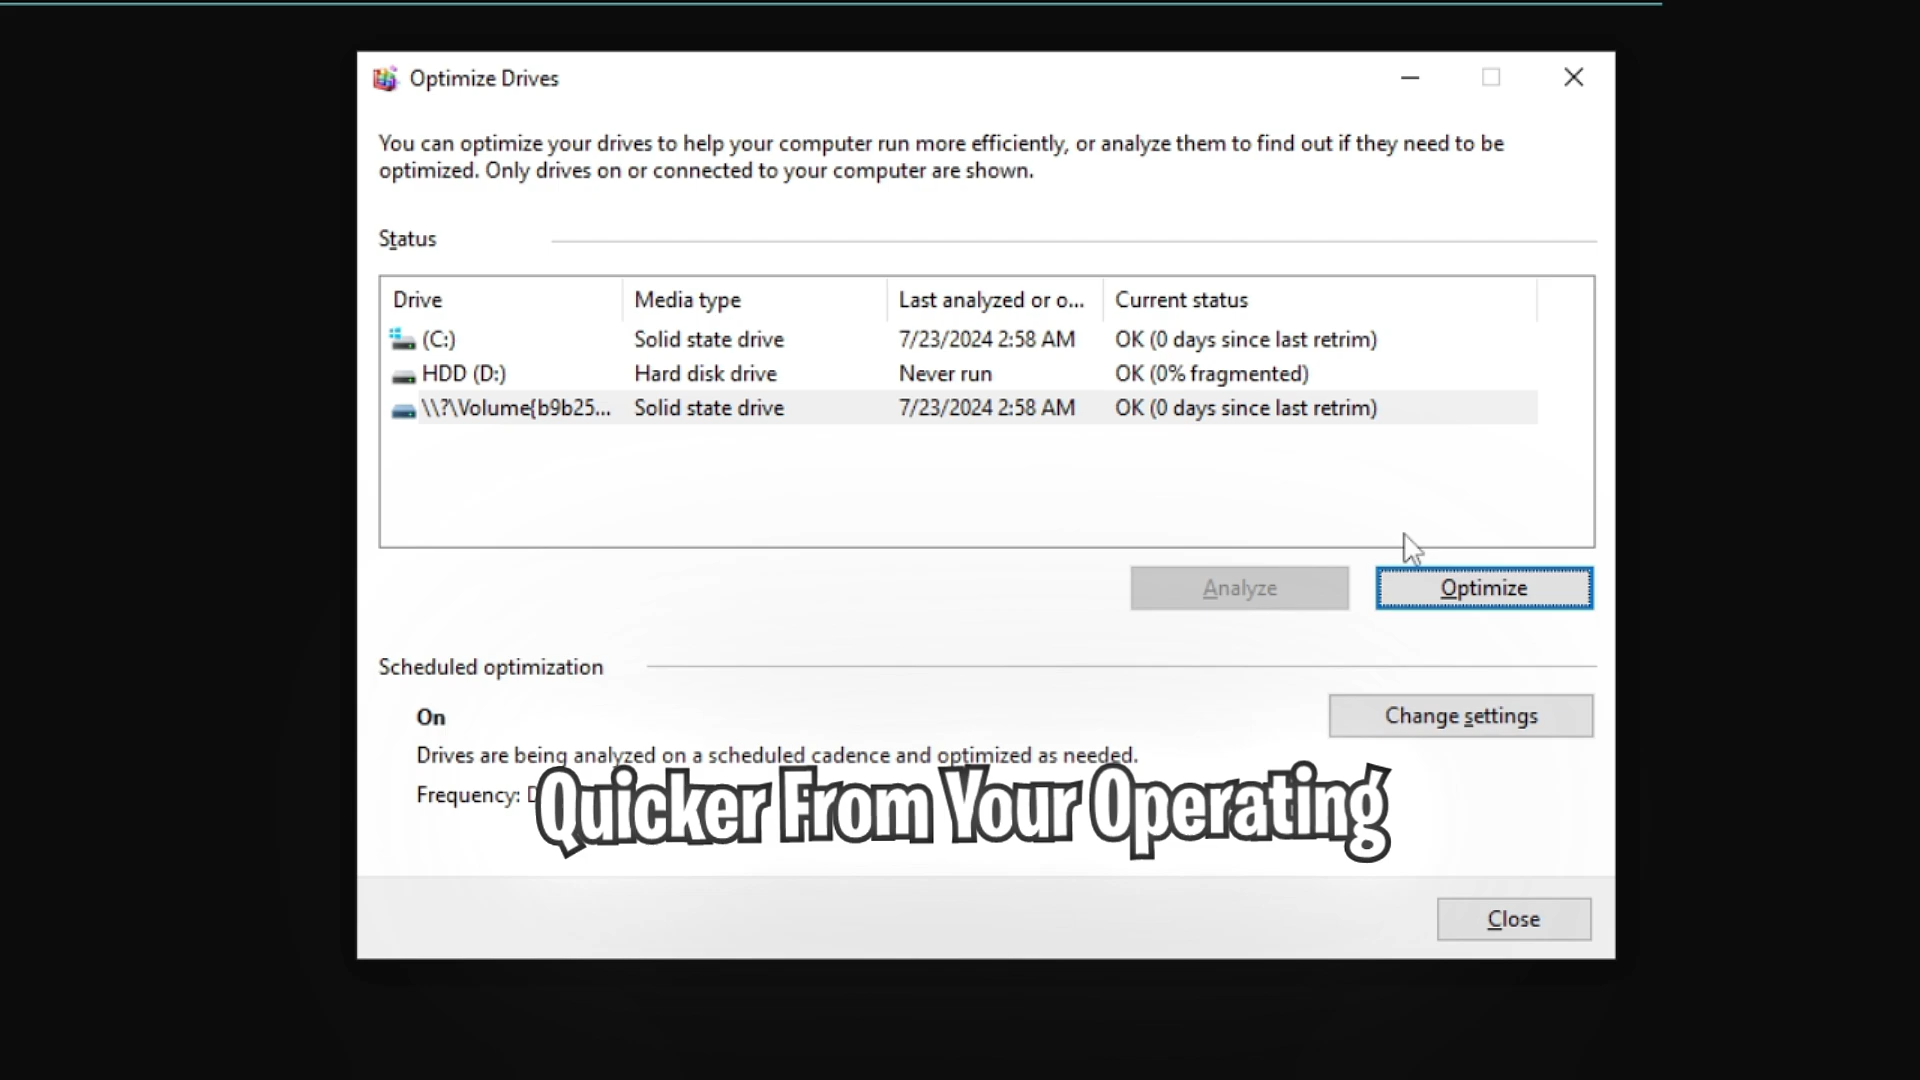 Optimize Drives
You can optimize your drives to help your computer run more efficiently, or analyze them to find out if they need to be
optimized. Only drives on or connected to your computer are shown.
Status
Drive Media type Last analyzed or o... Current status
(C:) Solid state drive 7/23/2024 2:58 AM OK (0 days since last retrim)
HDD (D:) Hard disk drive Never run OK (0% fragmented)
\\?\Volume{b9b25... Solid state drive 7/23/2024 2:58 AM OK (0 days since last retrim)
Analyze Optimize
Scheduled optimization
On Change settings
Drives are being analyzed on a scheduled cadence and optimized as needed.
Frequency:
Quicker From Your Operating
Close